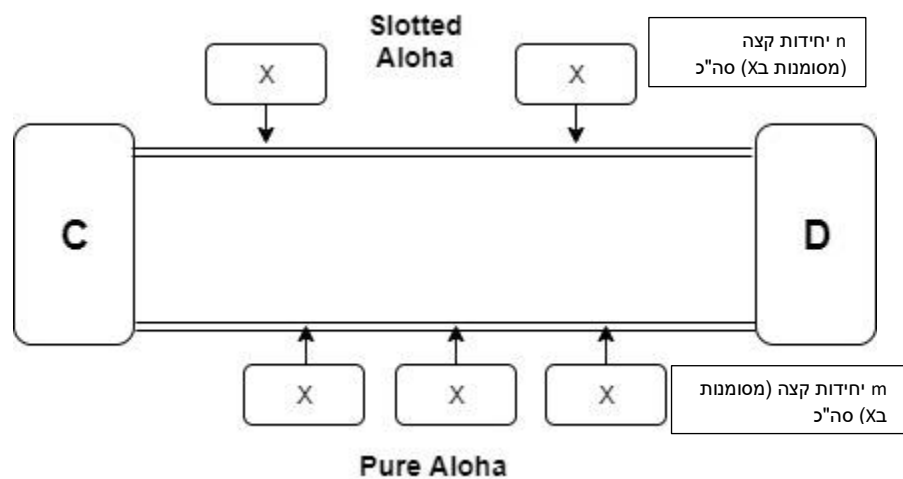 Slotted
Aloha
n יחידות קצה
(מסומנות בX) סה"כ
X
X
C
D
X
X
X
m יחידות קצה (מסומנות
בX) סה"כ
Pure Aloha